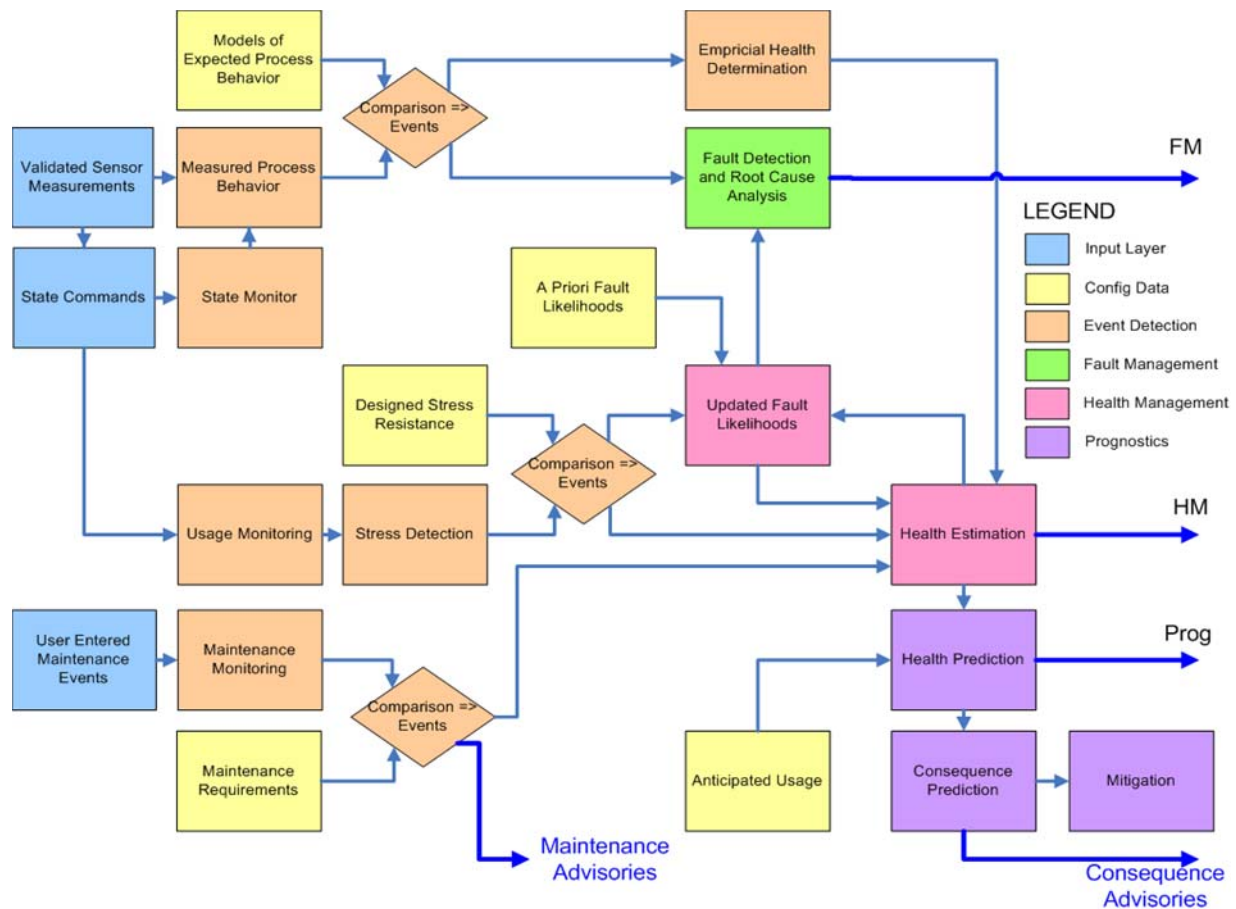 Models of
Expected Process
Behavior
Empricial Health
Determination
Comparison =>
Events
Validated Sensor
Measurements
Measured Process
Behavior
Fault Detection
and Root Cause
Analysis
FM
LEGEND
Input Layer
Config Data
Event Detection
Fault Management
Health Management
Prognostics
State Commands
State Monitor
A Priori Fault
Likelihoods
Designed Stress
Resistance
Updated Fault
Likelihoods
Comparison =>
Events
Usage Monitoring
Stress Detection
Health Estimation
HM
User Entered
Maintenance
Events
Maintenance
Monitoring
Health Prediction
Prog
Comparison =>
Events
Maintenance
Requirements
Anticipated Usage
Consequence
Prediction
Mitigation
Maintenance
Advisories
Consequence
Advisories